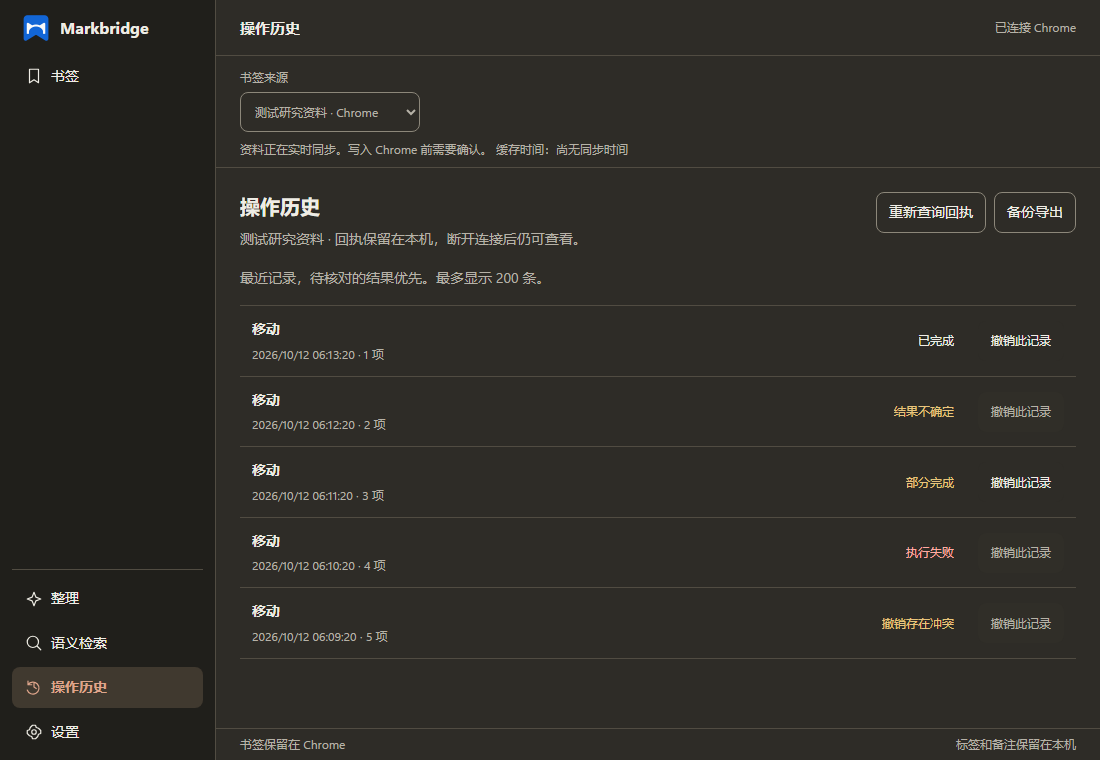 Markbridge
书签
整理
语义检索
操作历史
设置
操作历史
已连接 Chrome
书签来源
测试研究资料 · Chrome
资料正在实时同步。写入 Chrome 前需要确认。 缓存时间：尚无同步时间
操作历史
重新查询回执
备份导出
测试研究资料 · 回执保留在本机，断开连接后仍可查看。
最近记录，待核对的结果优先。最多显示 200 条。
移动
2026/10/12 06:13:20 · 1 项
已完成
撤销此记录
移动
2026/10/12 06:12:20 · 2 项
结果不确定
撤销此记录
移动
2026/10/12 06:11:20 · 3 项
部分完成
撤销此记录
移动
2026/10/12 06:10:20 · 4 项
执行失败
撤销此记录
移动
2026/10/12 06:09:20 · 5 项
撤销存在冲突
撤销此记录
书签保留在 Chrome
标签和备注保留在本机